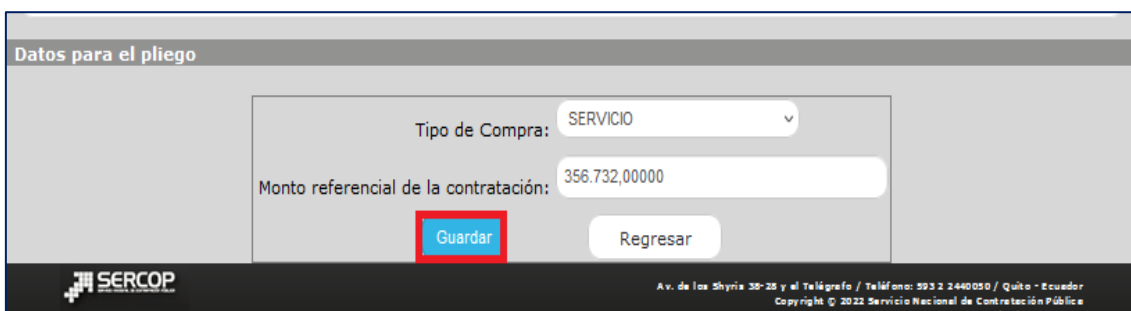 Datos para el pliego
Tipo de Compra: SERVICIO
Monto referencial de la contratación: 356.732,00000
Guardar Regresar
SERCOP
Av. de los Shyris 38-28 y el Telégrafo / Teléfono: 593 2 2440050 / Quito - Ecuador
Copyright © 2022 Servicio Nacional de Contratación Pública